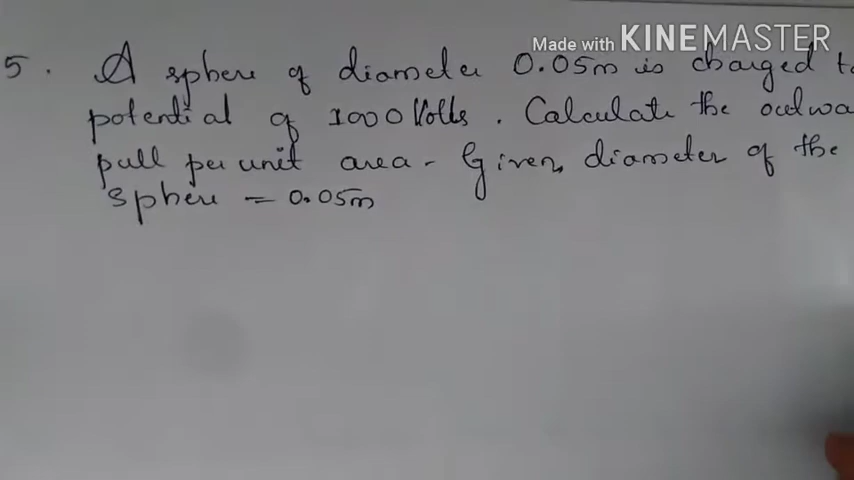 Made with KINEMASTER
5. A sphere of diameter 0.05m is charged to
potential of 1000 Volts. Calculate the outwa
pull per unit area - Given, diameter of the
sphere = 0.05m